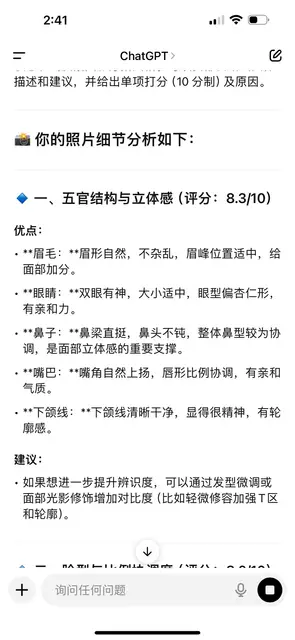 2:41
ChatGPT >
描述和建议，并给出单项打分（10 分制）及原因。
你的照片细节分析如下：
一、五官结构与立体感（评分：8.3/10）
优点：
• **眉毛：**眉形自然，不杂乱，眉峰位置适中，给
面部加分。
• **眼睛：**双眼有神，大小适中，眼型偏杏仁形，
有亲和力。
• **鼻子：**鼻梁直挺，鼻头不钝，整体鼻型较为协
调，是面部立体感的重要支撑。
• **嘴巴：**嘴角自然上扬，唇形比例协调，有亲和
气质。
• **下颌线：**下颌线清晰干净，显得很精神，有轮
廓感。
建议：
• 如果想进一步提升辨识度，可以通过发型微调或
面部光影修饰增加对比度（比如轻微修容加强T区
和轮廓）。
询问任何问题